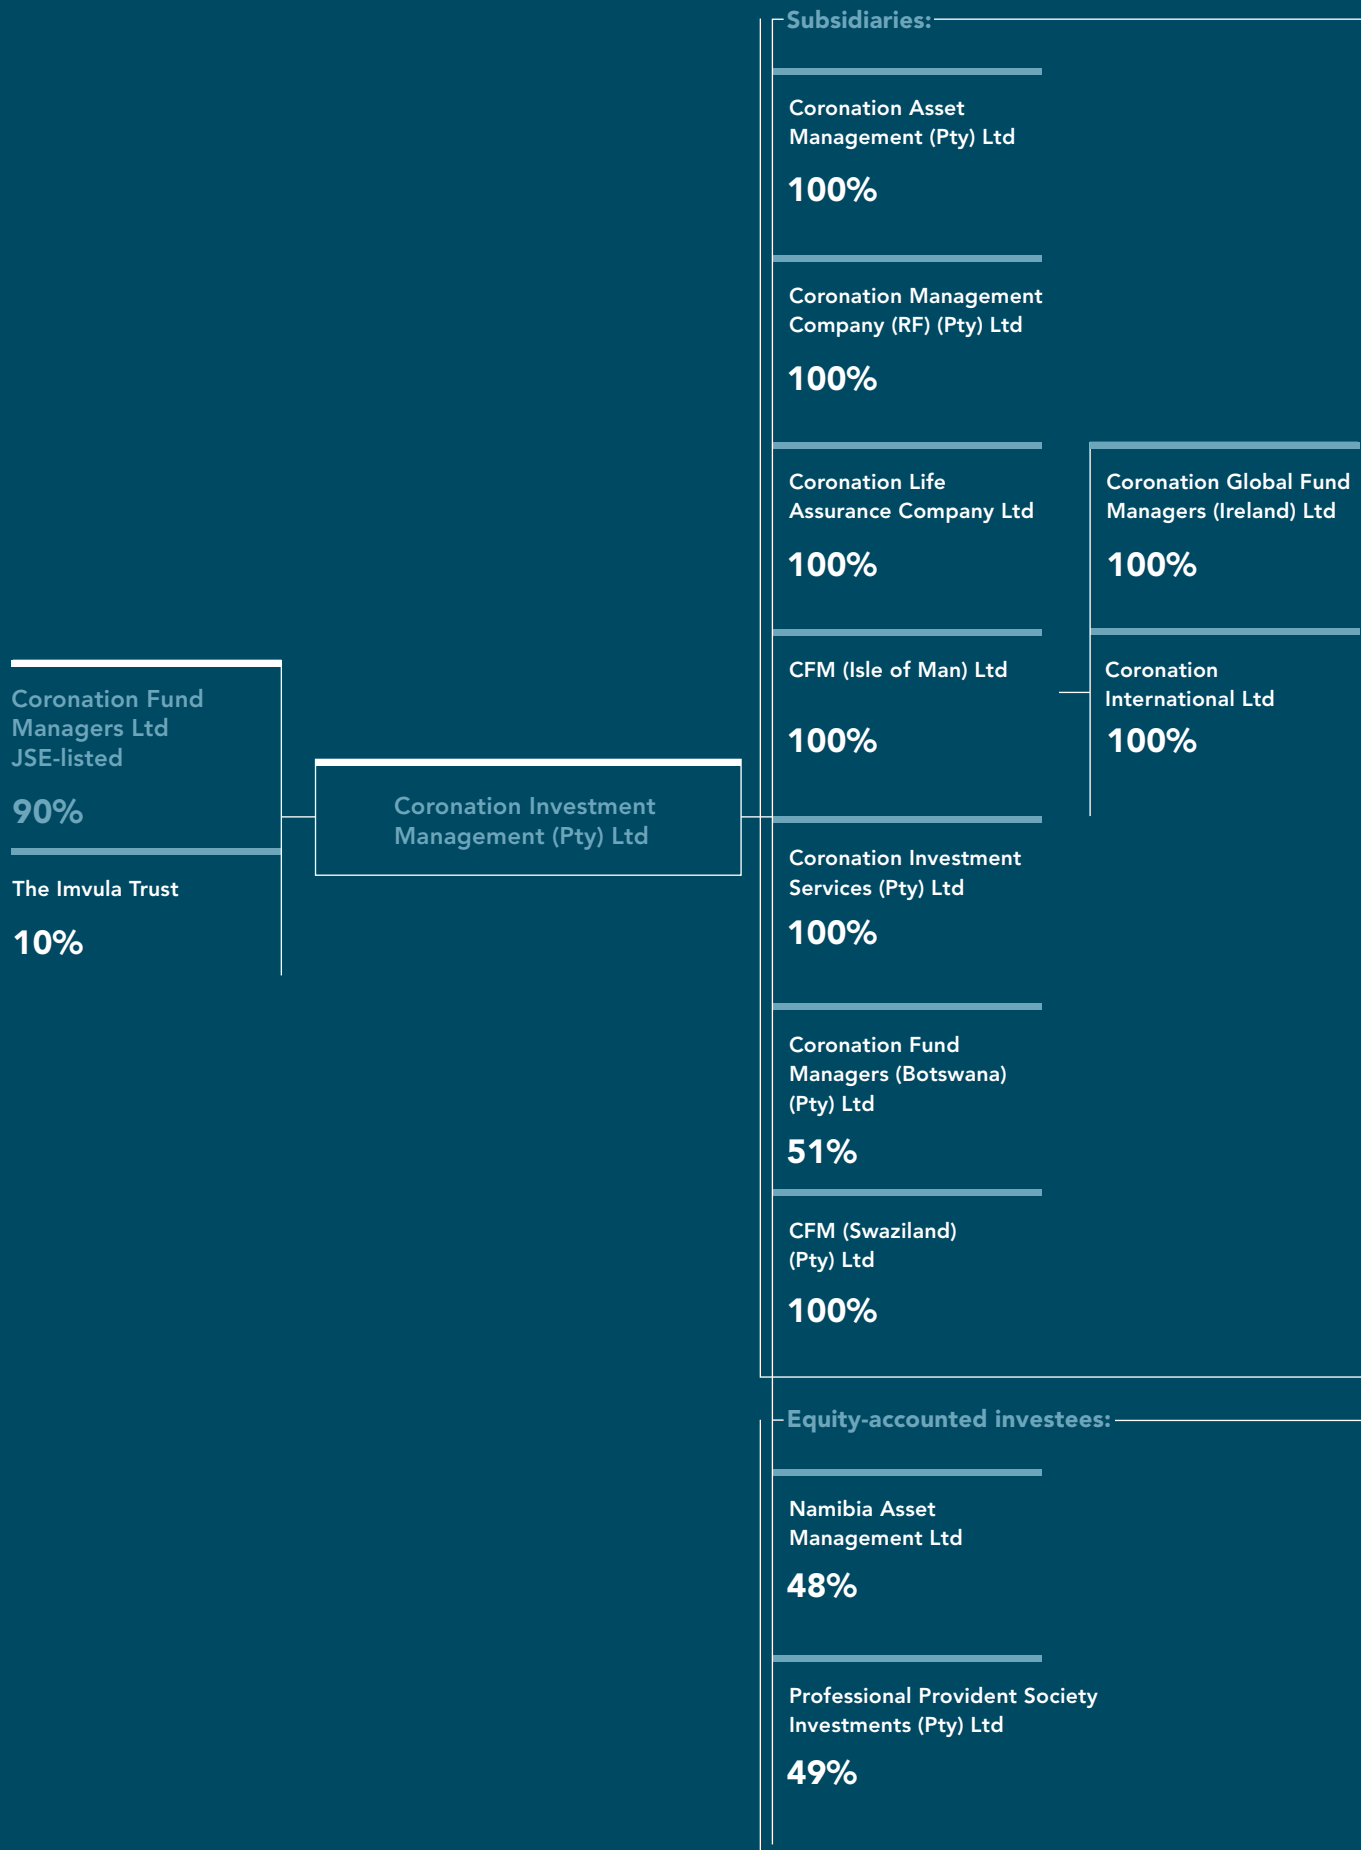 Coronation Fund
Managers Ltd
JSE-listed
90%
The Imvula Trust
10%
Coronation Investment
Management (Pty) Ltd
Subsidiaries:
Coronation Asset
Management (Pty) Ltd
100%
Coronation Management
Company (RF) (Pty) Ltd
100%
Coronation Life
Assurance Company Ltd
100%
CFM (Isle of Man) Ltd
100%
Coronation Global Fund
Managers (Ireland) Ltd
100%
Coronation
International Ltd
100%
Coronation Investment
Services (Pty) Ltd
100%
Coronation Fund
Managers (Botswana)
(Pty) Ltd
51%
CFM (Swaziland)
(Pty) Ltd
100%
Equity-accounted investees:
Namibia Asset
Management Ltd
48%
Professional Provident Society
Investments (Pty) Ltd
49%